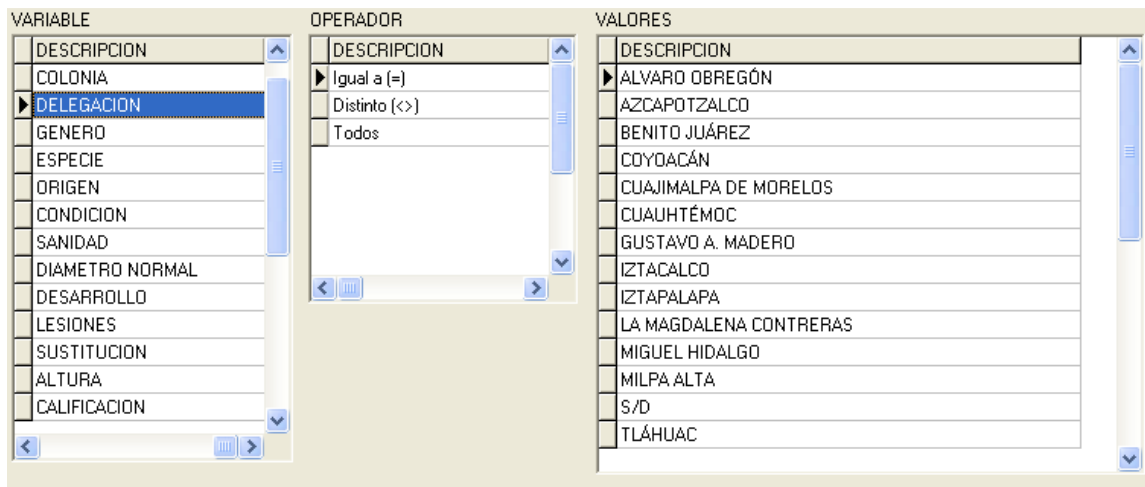 VARIABLE
DESCRIPCION
COLONIA
DELEGACION
GENERO
ESPECIE
ORIGEN
CONDICION
SANIDAD
DIAMETRO NORMAL
DESARROLLO
LESIONES
SUSTITUCION
ALTURA
CALIFICACION
OPERADOR
DESCRIPCION
Igual a (=)
Distinto (<>)
Todos
VALORES
DESCRIPCION
ALVARO OBREGÓN
AZCAPOTZALCO
BENITO JUÁREZ
COYOACÁN
CUAJIMALPA DE MORELOS
CUAUHTÉMOC
GUSTAVO A. MADERO
IZTACALCO
IZTAPALAPA
LA MAGDALENA CONTRERAS
MIGUEL HIDALGO
MILPA ALTA
S/D
TLÁHUAC